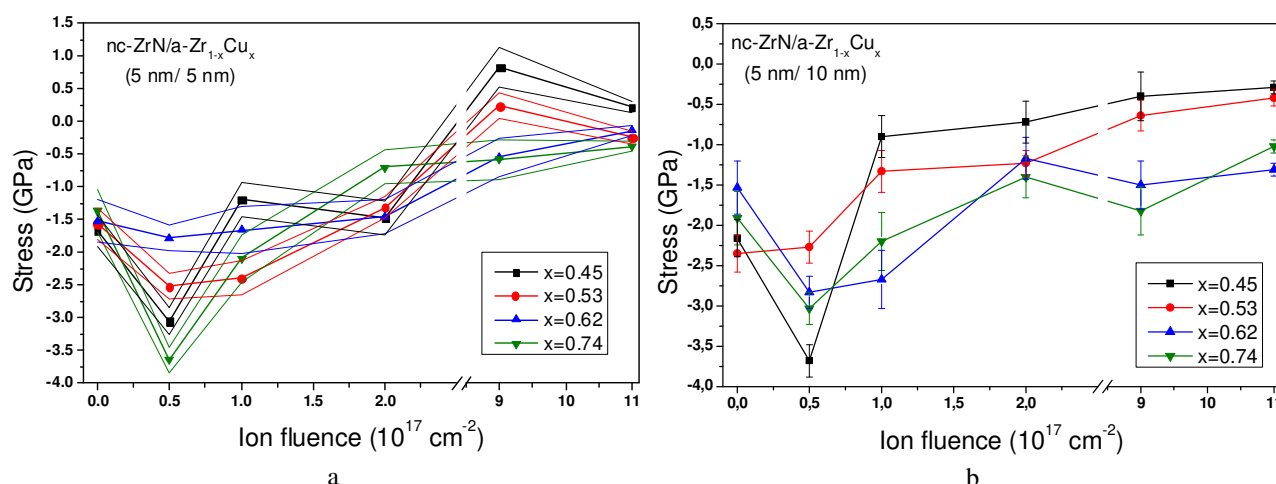 nc-ZrN/a-Zr1-xCux
(5 nm/ 5 nm)
1.5
1.0
0.5
0.0
-0.5
-1.0
-1.5
-2.0
-2.5
-3.0
-3.5
-4.0
Stress (GPa)
x=0.45
x=0.53
x=0.62
x=0.74
0.0 0.5 1.0 2.0 9 10 11
Ion fluence (10^17 cm^-2)
a
nc-ZrN/a-Zr1-xCux
(5 nm/ 10 nm)
0,5
0,0
-0,5
-1,0
-1,5
-2,0
-2,5
-3,0
-3,5
-4,0
Stress (GPa)
x=0.45
x=0.53
x=0.62
x=0.74
0,0 0,5 1,0 1,5 2,0 9 10 11
Ion fluence (10^17 cm^-2)
b